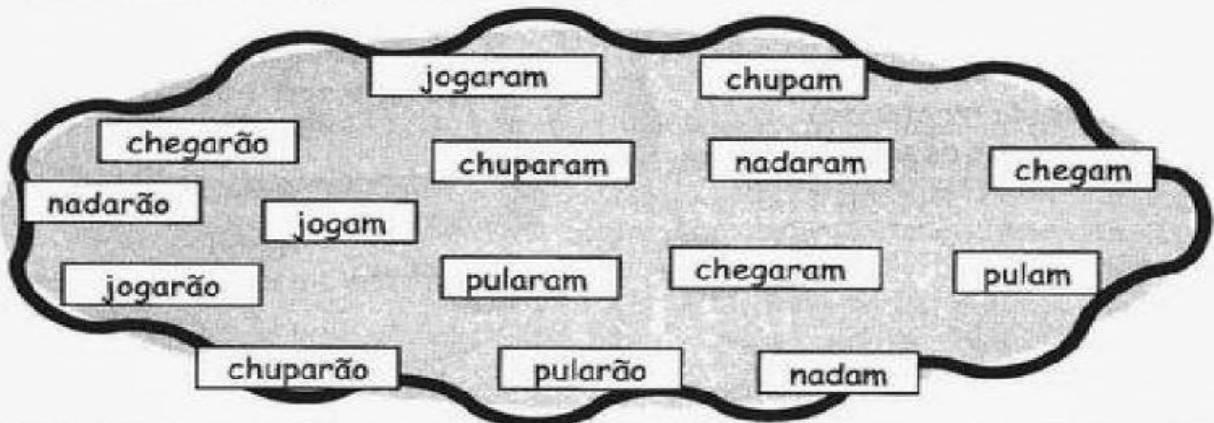 jogaram
chupam
chegarão
chuparam
nadaram
chegam
nadarão
jogam
jogarão
pularam
chegaram
pulam
chuparão
pularão
nadam